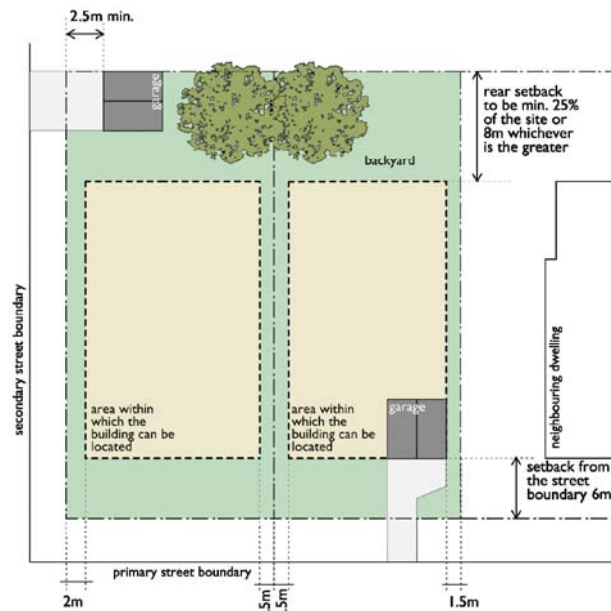 2.5m min.
garage
rear setback
to be min. 25%
of the site or
8m whichever
is the greater
backyard
secondary street boundary
neighbouring dwelling
area within
which the
building can be
located
area within
which the
building can be
located
garage
setback from
the street
boundary 6m
primary street boundary
2m
.5m
.5m
1.5m